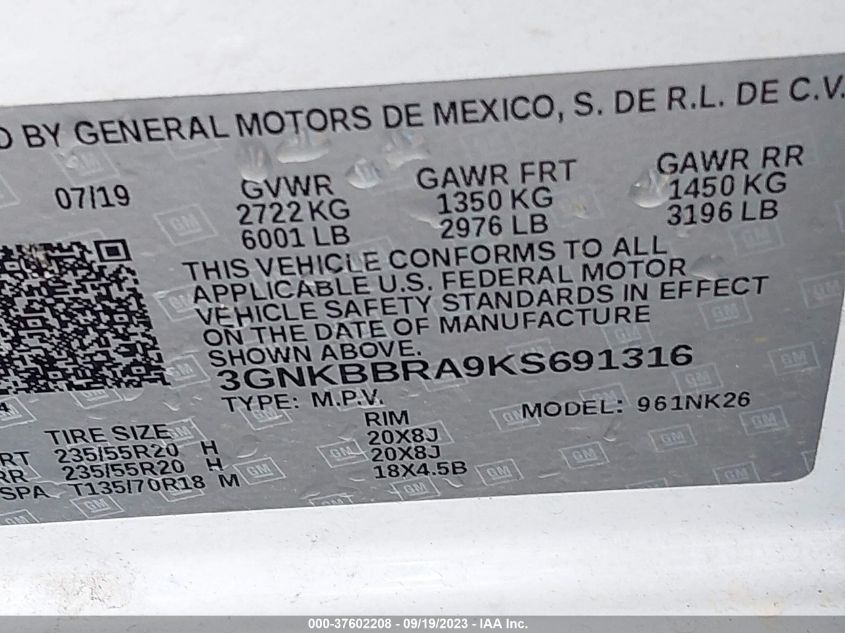 D BY GENERAL MOTORS DE MEXICO, S. DE R.L. DE C.V.
07/19 GVWR GAWR FRT GAWR RR
2722 KG 1350 KG 1450 KG
6001 LB 2976 LB 3196 LB
THIS VEHICLE CONFORMS TO ALL
APPLICABLE U.S. FEDERAL MOTOR
VEHICLE SAFETY STANDARDS IN EFFECT
ON THE DATE OF MANUFACTURE
SHOWN ABOVE.
3GNKBBRA9KS691316
4 TYPE: M.P.V. MODEL: 961NK26
TIRE SIZE RIM
RT 235/55R20 H 20X8J
RR 235/55R20 H 20X8J
SPA T135/70R18 M 18X4.5B
000-37602208 - 09/19/2023 - IAA Inc.